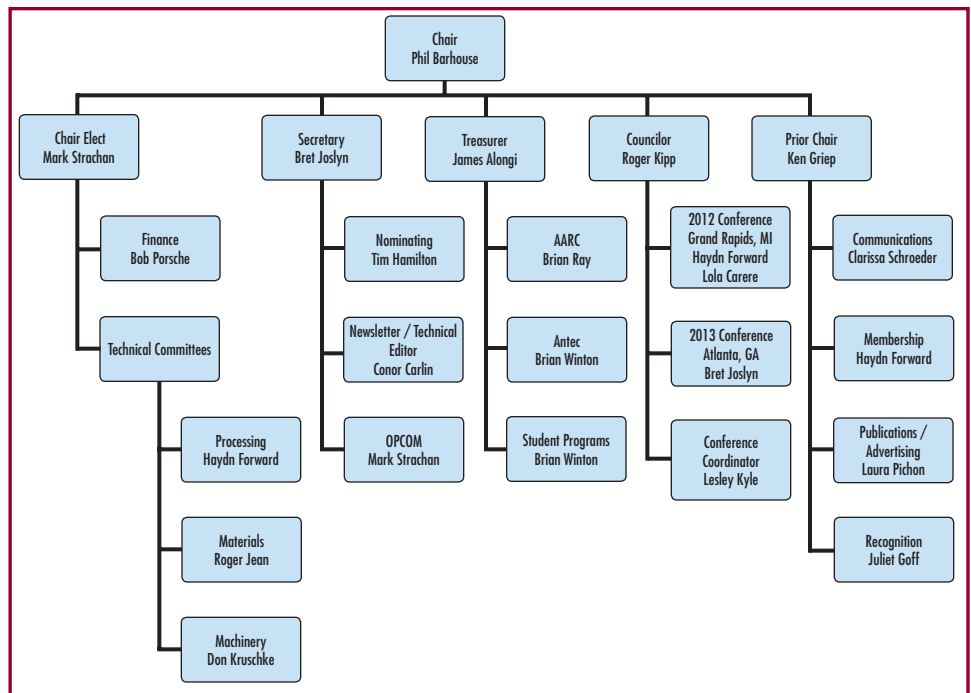 Chair
Phil Barhouse
Chair Elect
Mark Strachan
Secretary
Bret Joslyn
Treasurer
James Alongi
Councilor
Roger Kipp
Prior Chair
Ken Griep
Finance
Bob Porsche
Technical Committees
Processing
Haydn Forward
Materials
Roger Jean
Machinery
Don Kruschke
Nominating
Tim Hamilton
Newsletter / Technical
Editor
Conor Carlin
OPCOM
Mark Strachan
AARC
Brian Ray
Antec
Brian Winton
Student Programs
Brian Winton
2012 Conference
Grand Rapids, MI
Haydn Forward
Lola Carere
2013 Conference
Atlanta, GA
Bret Joslyn
Conference
Coordinator
Lesley Kyle
Communications
Clarissa Schroeder
Membership
Haydn Forward
Publications /
Advertising
Laura Pichon
Recognition
Juliet Goff